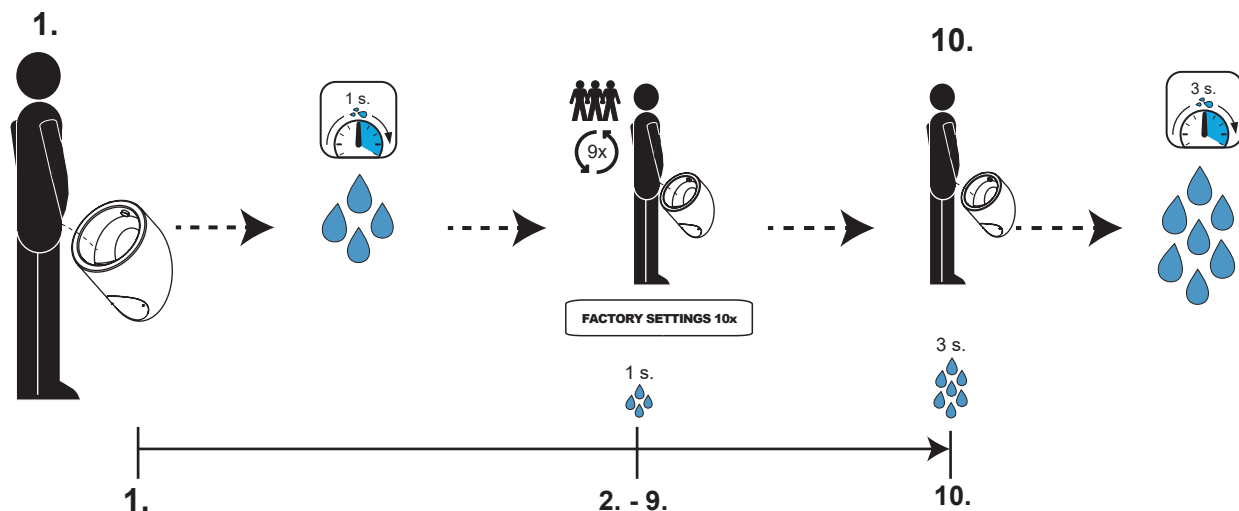 1.
10.
1 s.
3 s.
9x
FACTORY SETTINGS 10x
1 s.
3 s.
1.
2. - 9.
10.